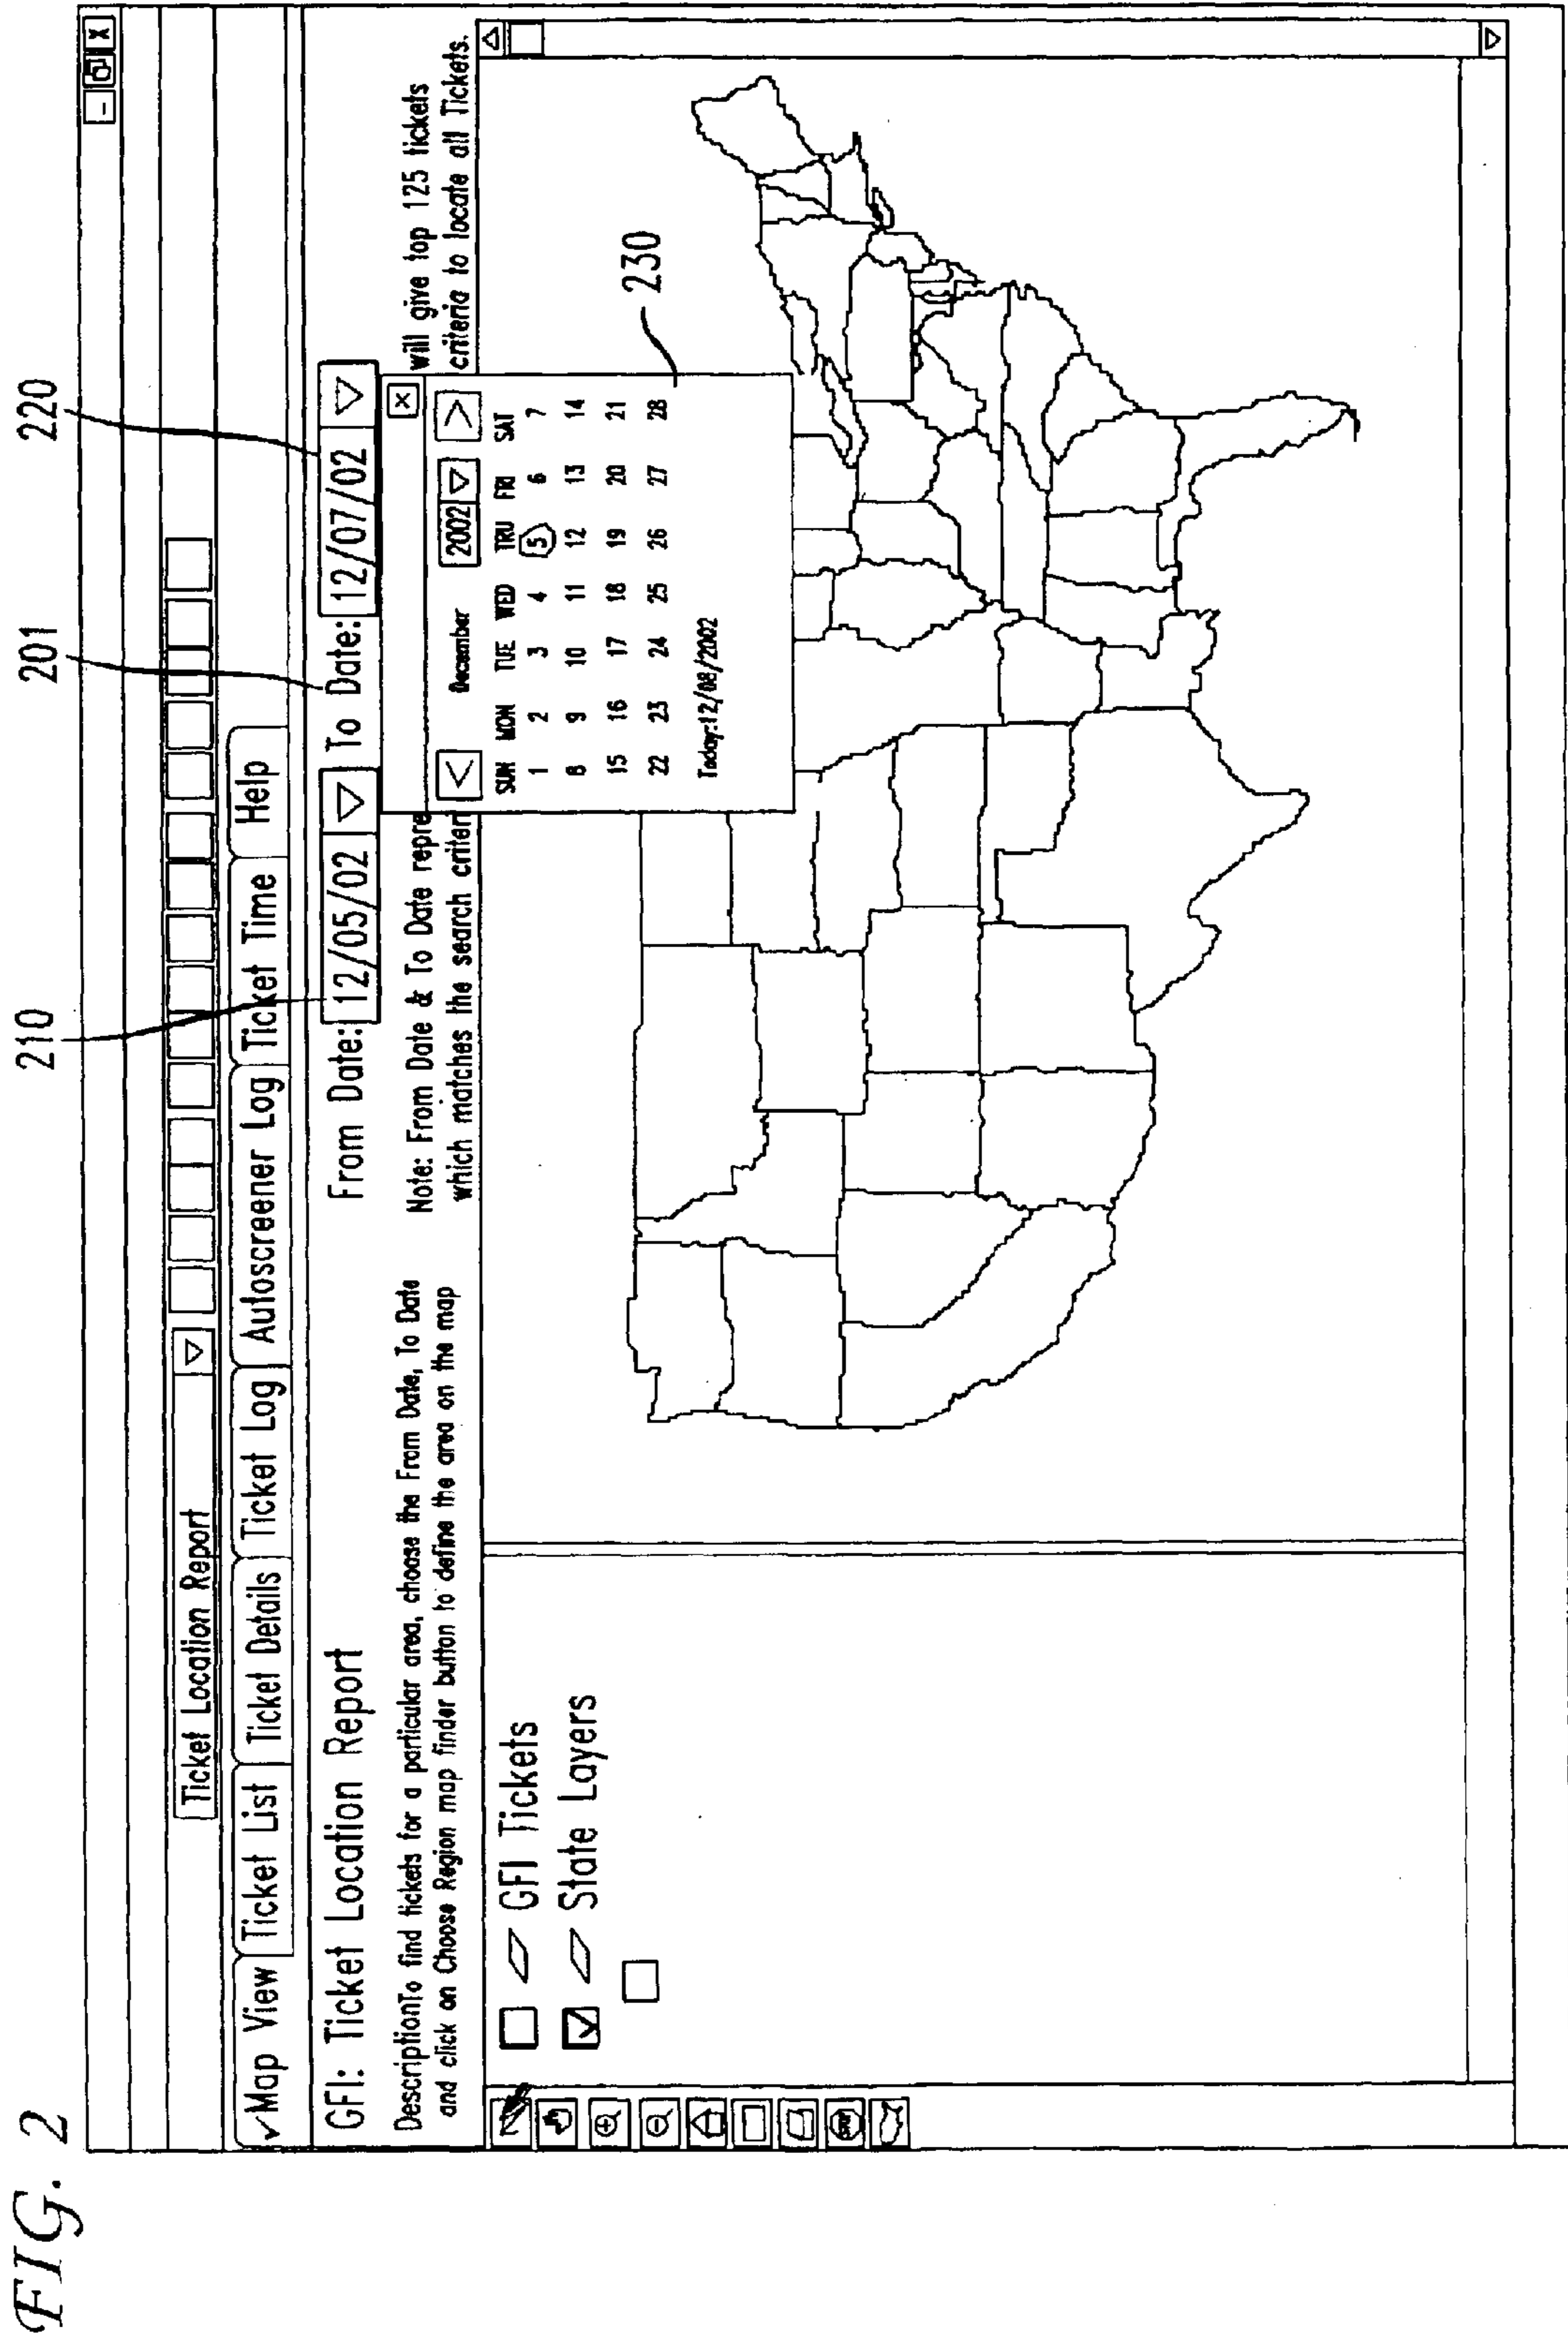 FIG. 2
210
201
220
Ticket Location Report
✓Map View
Ticket List
Ticket Details
Ticket Log
Autoscreener Log
Ticket Time
Help
GFI: Ticket Location Report
From Date: 12/05/02
To Date: 12/07/02
DescriptionTo find tickets for a particular area, choose the From Date, To Date
and click on Choose Region map finder button to define the area on the map
Note: From Date & To Date repre
will give top 125 tickets
which matches the search criteri
criteria to locate all Tickets.
X
< December 2002 >
SUN MON TUE WED TRU FRI SAT
1 2 3 4 5 6 7
8 9 10 11 12 13 14
15 16 17 18 19 20 21
22 23 24 25 26 27 28
Today:12/08/2002
230
GFI Tickets
State Layers
STOP